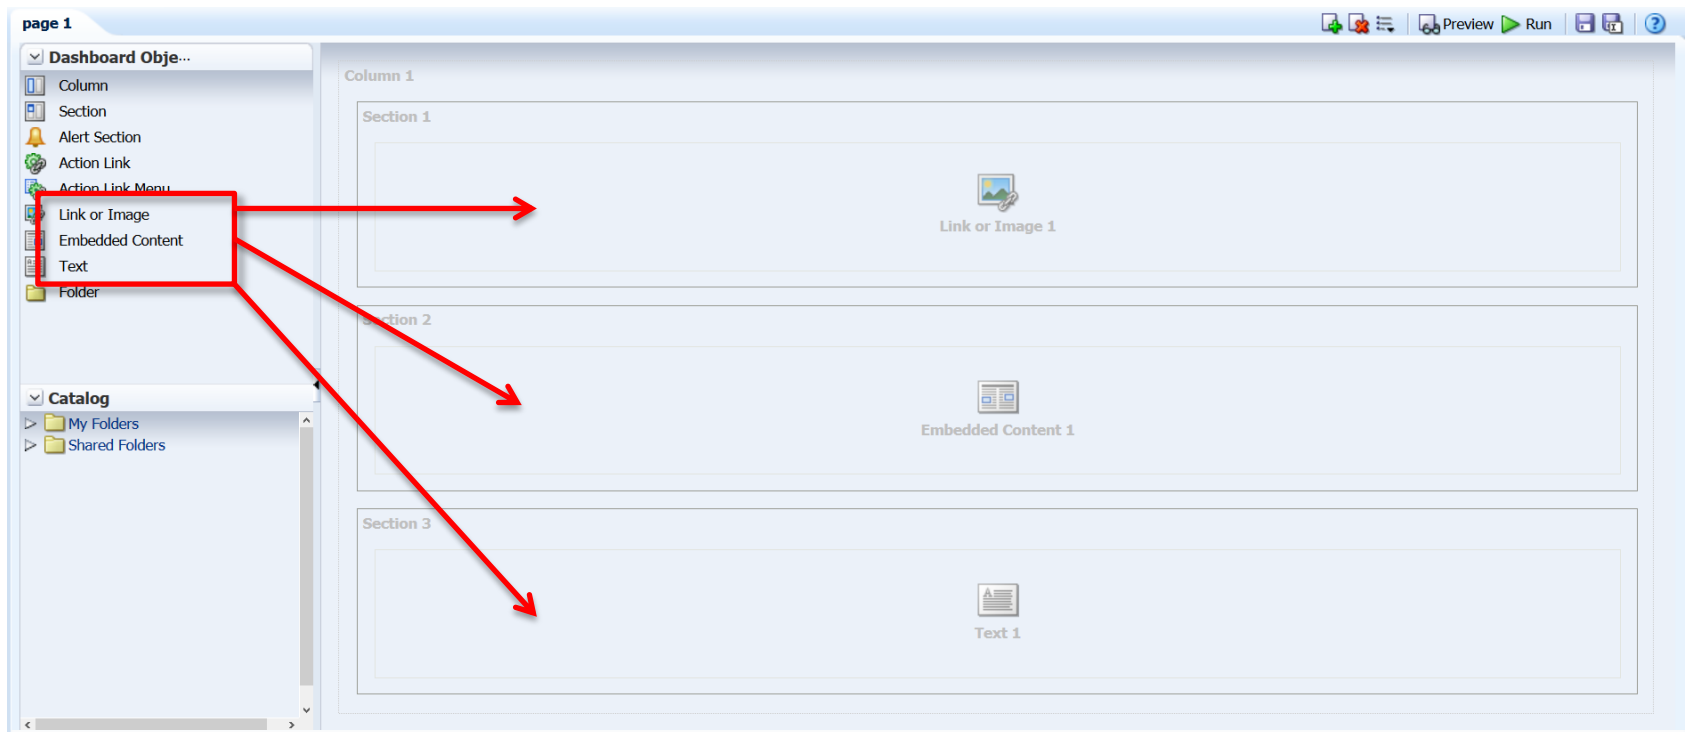 page 1
Preview
Run
Dashboard Obje...
Column
Section
Alert Section
Action Link
Action Link Menu
Link or Image
Embedded Content
Text
Folder
Catalog
My Folders
Shared Folders
Column 1
Section 1
Link or Image 1
Section 2
Embedded Content 1
Section 3
Text 1